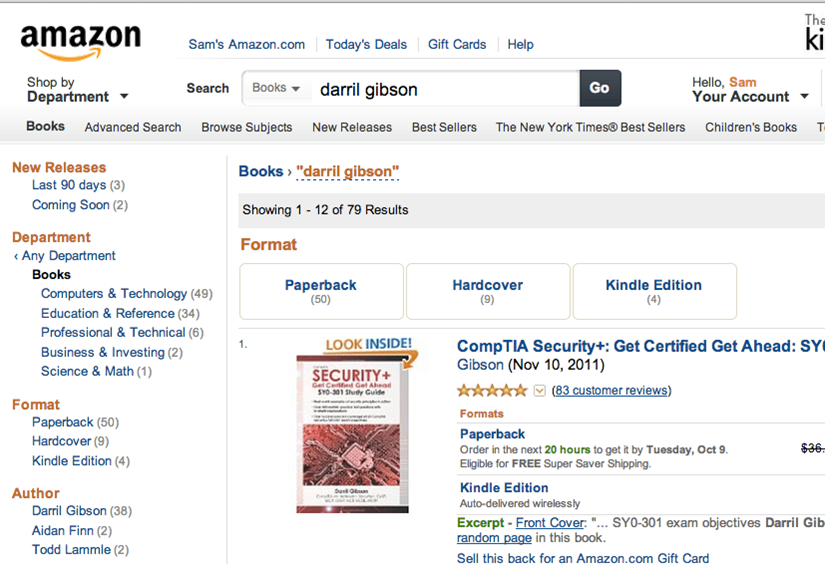 The
amazon
ki
Sam's Amazon.com
Today's Deals
Gift Cards
Help
Shop by
Department
Search
Books
darril gibson
Go
Hello, Sam
Your Account
Books
Advanced Search
Browse Subjects
New Releases
Best Sellers
The New York Times® Best Sellers
Children's Books
T
New Releases
Last 90 days (3)
Coming Soon (2)
Department
‹ Any Department
Books
Computers & Technology (49)
Education & Reference (34)
Professional & Technical (6)
Business & Investing (2)
Science & Math (1)
Format
Paperback (50)
Hardcover (9)
Kindle Edition (4)
Author
Darril Gibson (38)
Aidan Finn (2)
Todd Lammle (2)
Books › "darril gibson"
Showing 1 - 12 of 79 Results
Format
Paperback
(50)
Hardcover
(9)
Kindle Edition
(4)
1.
LOOK INSIDE!
SECURITY+
Get Certified Get Ahead
SY0-301 Study Guide
Darril Gibson
CompTIA Security+: Get Certified Get Ahead: SY0
Gibson (Nov 10, 2011)
(83 customer reviews)
Formats
Paperback
Order in the next 20 hours to get it by Tuesday, Oct 9.
Eligible for FREE Super Saver Shipping.
$36.
Kindle Edition
Auto-delivered wirelessly
Excerpt - Front Cover: "... SY0-301 exam objectives Darril Gib
random page in this book.
Sell this back for an Amazon.com Gift Card